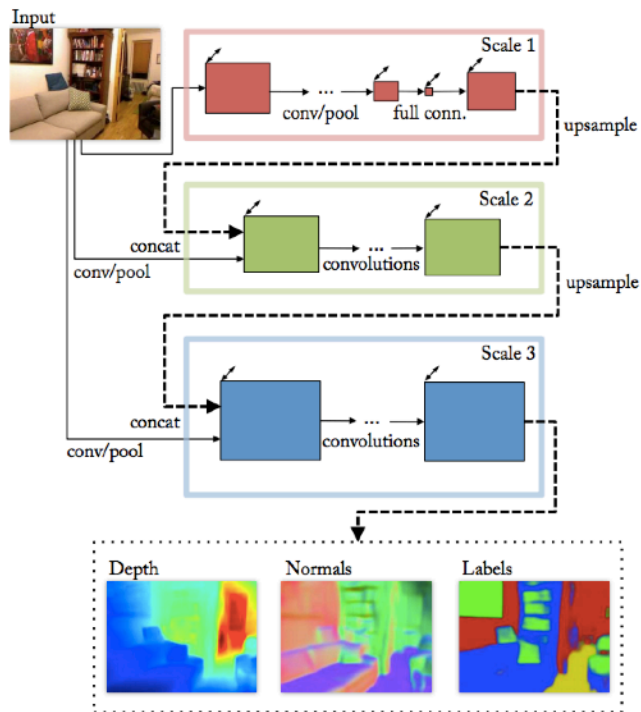 Input
Scale 1
...
conv/pool
full conn.
upsample
Scale 2
concat
conv/pool
...
convolutions
upsample
Scale 3
concat
conv/pool
...
convolutions
Depth
Normals
Labels